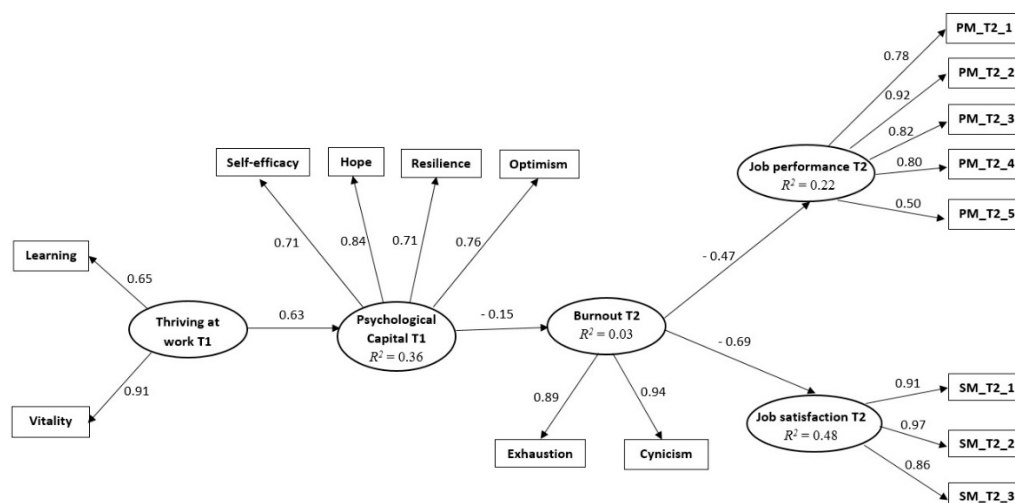 PM_T2_1
0.78
PM_T2_2
0.92
PM_T2_3
0.82
Self-efficacy
Hope
Resilience
Optimism
Job performance T2
R² = 0.22
0.80
PM_T2_4
0.50
PM_T2_5
0.71
0.84
0.71
0.76
Learning
0.65
- 0.47
Thriving at
work T1
0.63
Psychological
Capital T1
R² = 0.36
- 0.15
Burnout T2
R² = 0.03
- 0.69
0.91
Vitality
0.89
0.94
Exhaustion
Cynicism
Job satisfaction T2
R² = 0.48
0.91
SM_T2_1
0.97
SM_T2_2
0.86
SM_T2_3